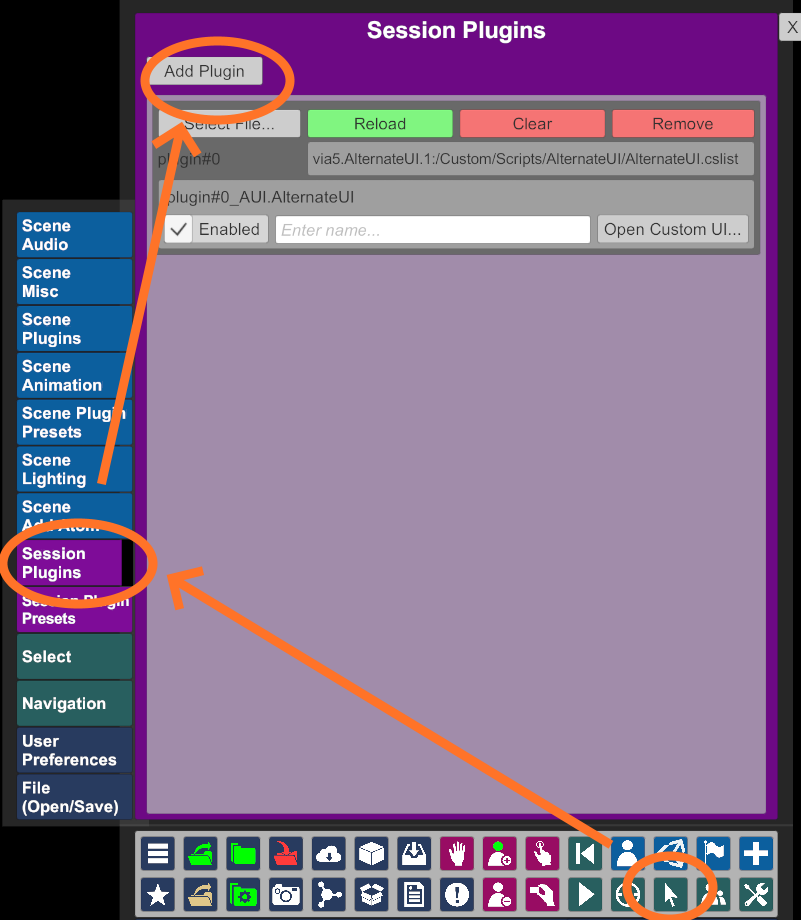 Session Plugins
X
Add Plugin
Select File...
Reload
Clear
Remove
plugin#0
via5.AlternateUI.1:/Custom/Scripts/AlternateUI/AlternateUI.cslist
plugin#0_AUI.AlternateUI
Enabled
Enter name...
Open Custom UI...
Scene
Audio
Scene
Misc
Scene
Plugins
Scene
Animation
Scene Plugin
Presets
Scene
Lighting
Scene
Add Atom
Session
Plugins
Session Plugin
Presets
Select
Navigation
User
Preferences
File
(Open/Save)